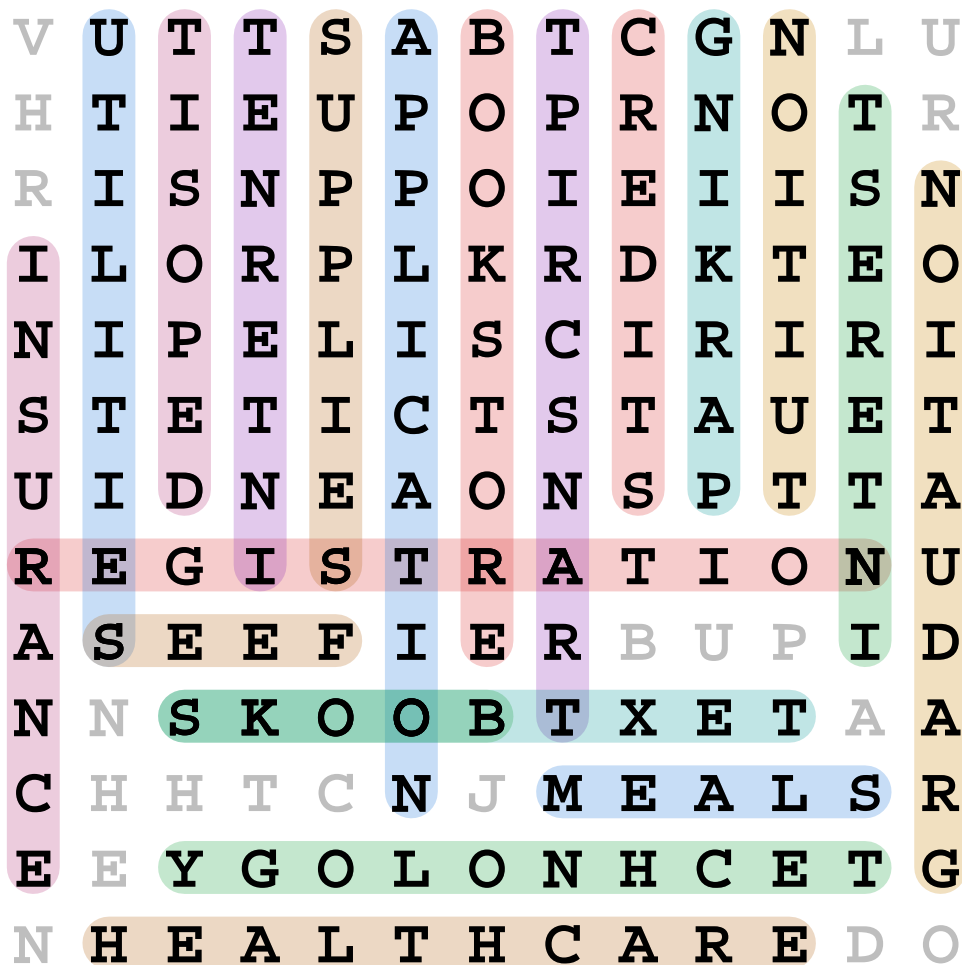 V U T T S A B T C G N L U
H T I E U P O P R N O T R
R I S N P P O I E I I S N
I L O R P L K R D K T E O
N I P E L I S C I R I R I
S T E T I C T S T A U E T
U I D N E A O N S P T T A
R E G I S T R A T I O N U
A S E E F I E R B U P I D
N N S K O O B T X E T A A
C H H T C N J M E A L S R
E E Y G O L O N H C E T G
N H E A L T H C A R E D O